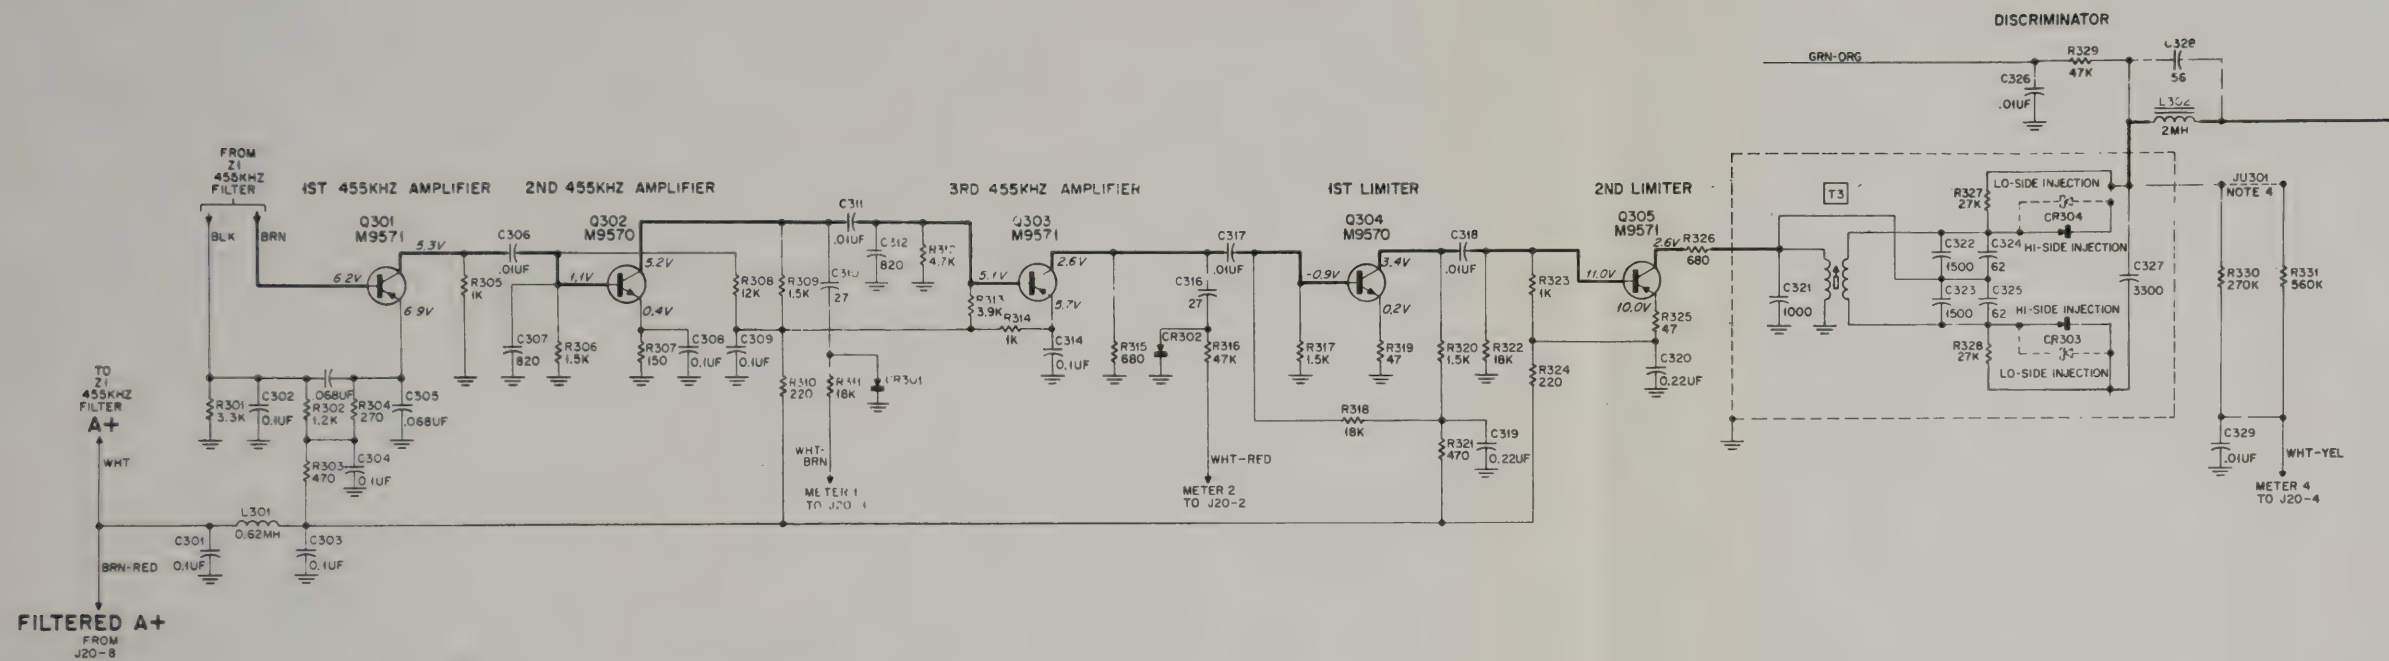 DISCRIMINATOR
GRN-ORG
R329
47K
C328
56
C326
.01UF
L302
2MH
FROM
Z1
455KHZ
FILTER
BLK
BRN
1ST 455KHZ AMPLIFIER
Q301
M9571
5.3V
6.2V
6.9V
C306
.01UF
R305
1K
2ND 455KHZ AMPLIFIER
Q302
M9570
5.2V
1.1V
0.4V
C307
820
R306
1.5K
R307
150
C308
0.1UF
R308
12K
C309
0.1UF
R309
1.5K
C310
27
C311
.01UF
C312
820
R312
4.7K
R310
220
R311
18K
CR301
WHT-
BRN
METER 1
TO J20-1
3RD 455KHZ AMPLIFIER
Q303
M9571
2.6V
5.1V
5.7V
R313
3.9K
R314
1K
C314
0.1UF
R315
680
C316
27
CR302
R316
47K
C317
.01UF
WHT-RED
METER 2
TO J20-2
1ST LIMITER
Q304
M9570
3.4V
-0.9V
0.2V
R317
1.5K
R319
47
R318
18K
R320
1.5K
R321
470
C319
0.22UF
C318
.01UF
R322
18K
R323
1K
R324
220
2ND LIMITER
Q305
M9571
2.6V
11.0V
10.0V
R326
680
R325
47
C320
0.22UF
C321
1000
T3
C322
1500
C323
1500
C324
62
C325
62
R327
27K
LO-SIDE INJECTION
CR304
HI-SIDE INJECTION
HI-SIDE INJECTION
CR303
LO-SIDE INJECTION
R328
27K
C327
3300
JU301
NOTE 4
R330
270K
R331
560K
C329
.01UF
WHT-YEL
METER 4
TO J20-4
TO
Z1
455KHZ
FILTER
A+
WHT
R301
3.3K
C302
0.1UF
.068UF
R302
1.2K
R304
270
C305
.068UF
R303
470
C304
0.1UF
L301
0.62MH
C301
0.1UF
C303
0.1UF
BRN-RED
FILTERED A+
FROM
J20-8